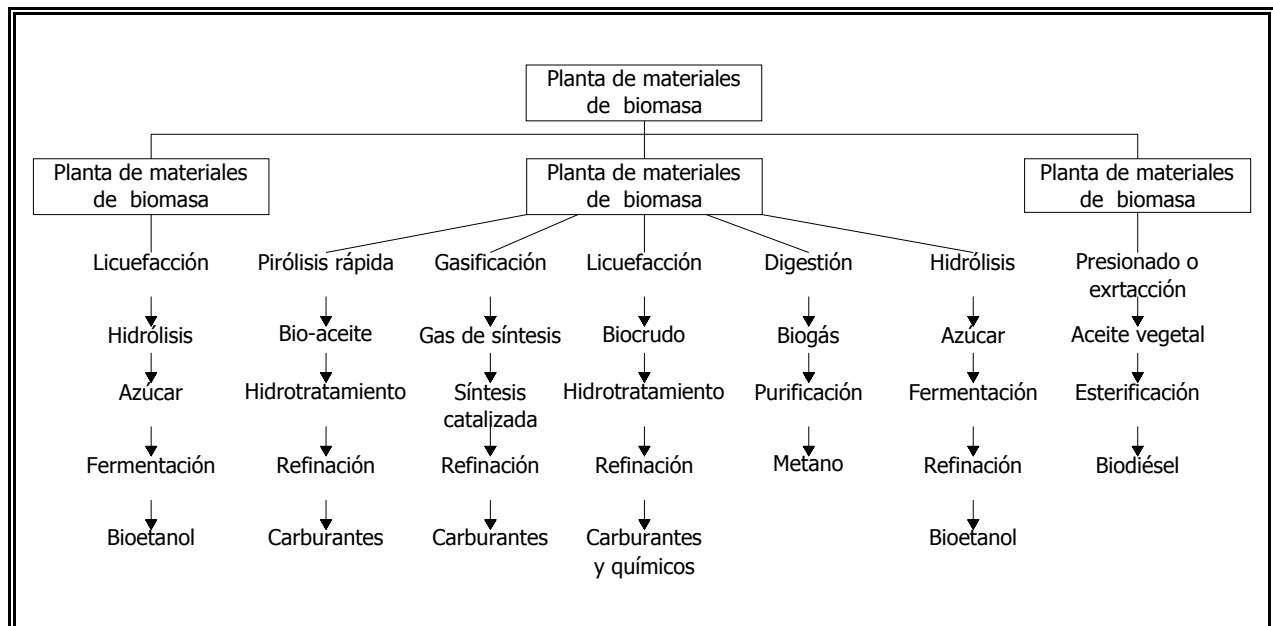 Planta de materiales
de biomasa
Planta de materiales
de biomasa
Planta de materiales
de biomasa
Planta de materiales
de biomasa
Licuefacción
Pirólisis rápida
Gasificación
Licuefacción
Digestión
Hidrólisis
Presionado o
exrtacción
Hidrólisis
Bio-aceite
Gas de síntesis
Biocrudo
Biogás
Azúcar
Aceite vegetal
Azúcar
Hidrotratamiento
Síntesis
catalizada
Hidrotratamiento
Purificación
Fermentación
Esterificación
Fermentación
Refinación
Refinación
Refinación
Metano
Refinación
Biodiésel
Bioetanol
Carburantes
Carburantes
Carburantes
y químicos
Bioetanol